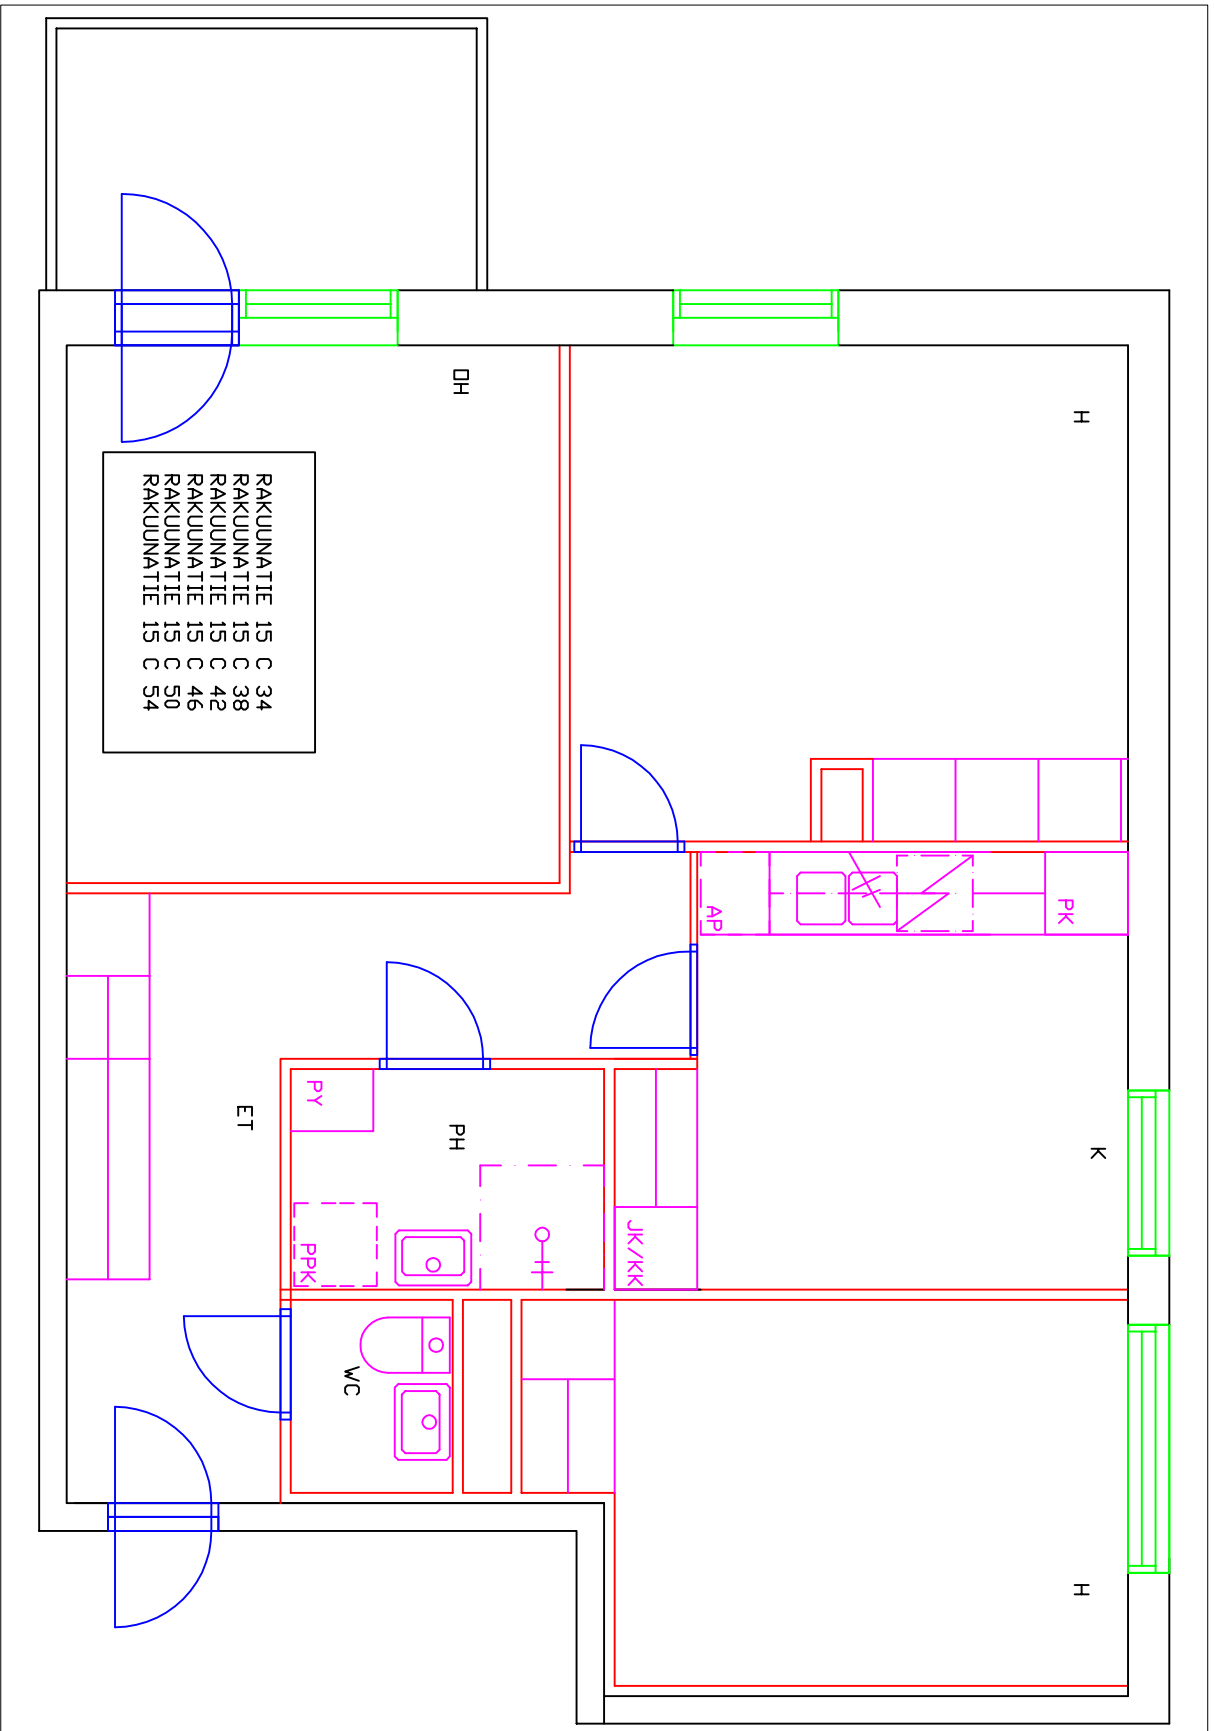 RAKUUNATIE 15 C 34
RAKUUNATIE 15 C 38
RAKUUNATIE 15 C 42
RAKUUNATIE 15 C 46
RAKUUNATIE 15 C 50
RAKUUNATIE 15 C 54
H
OH
PK
AP
K
ET
PY
PH
PPK
JK/KK
WC
H